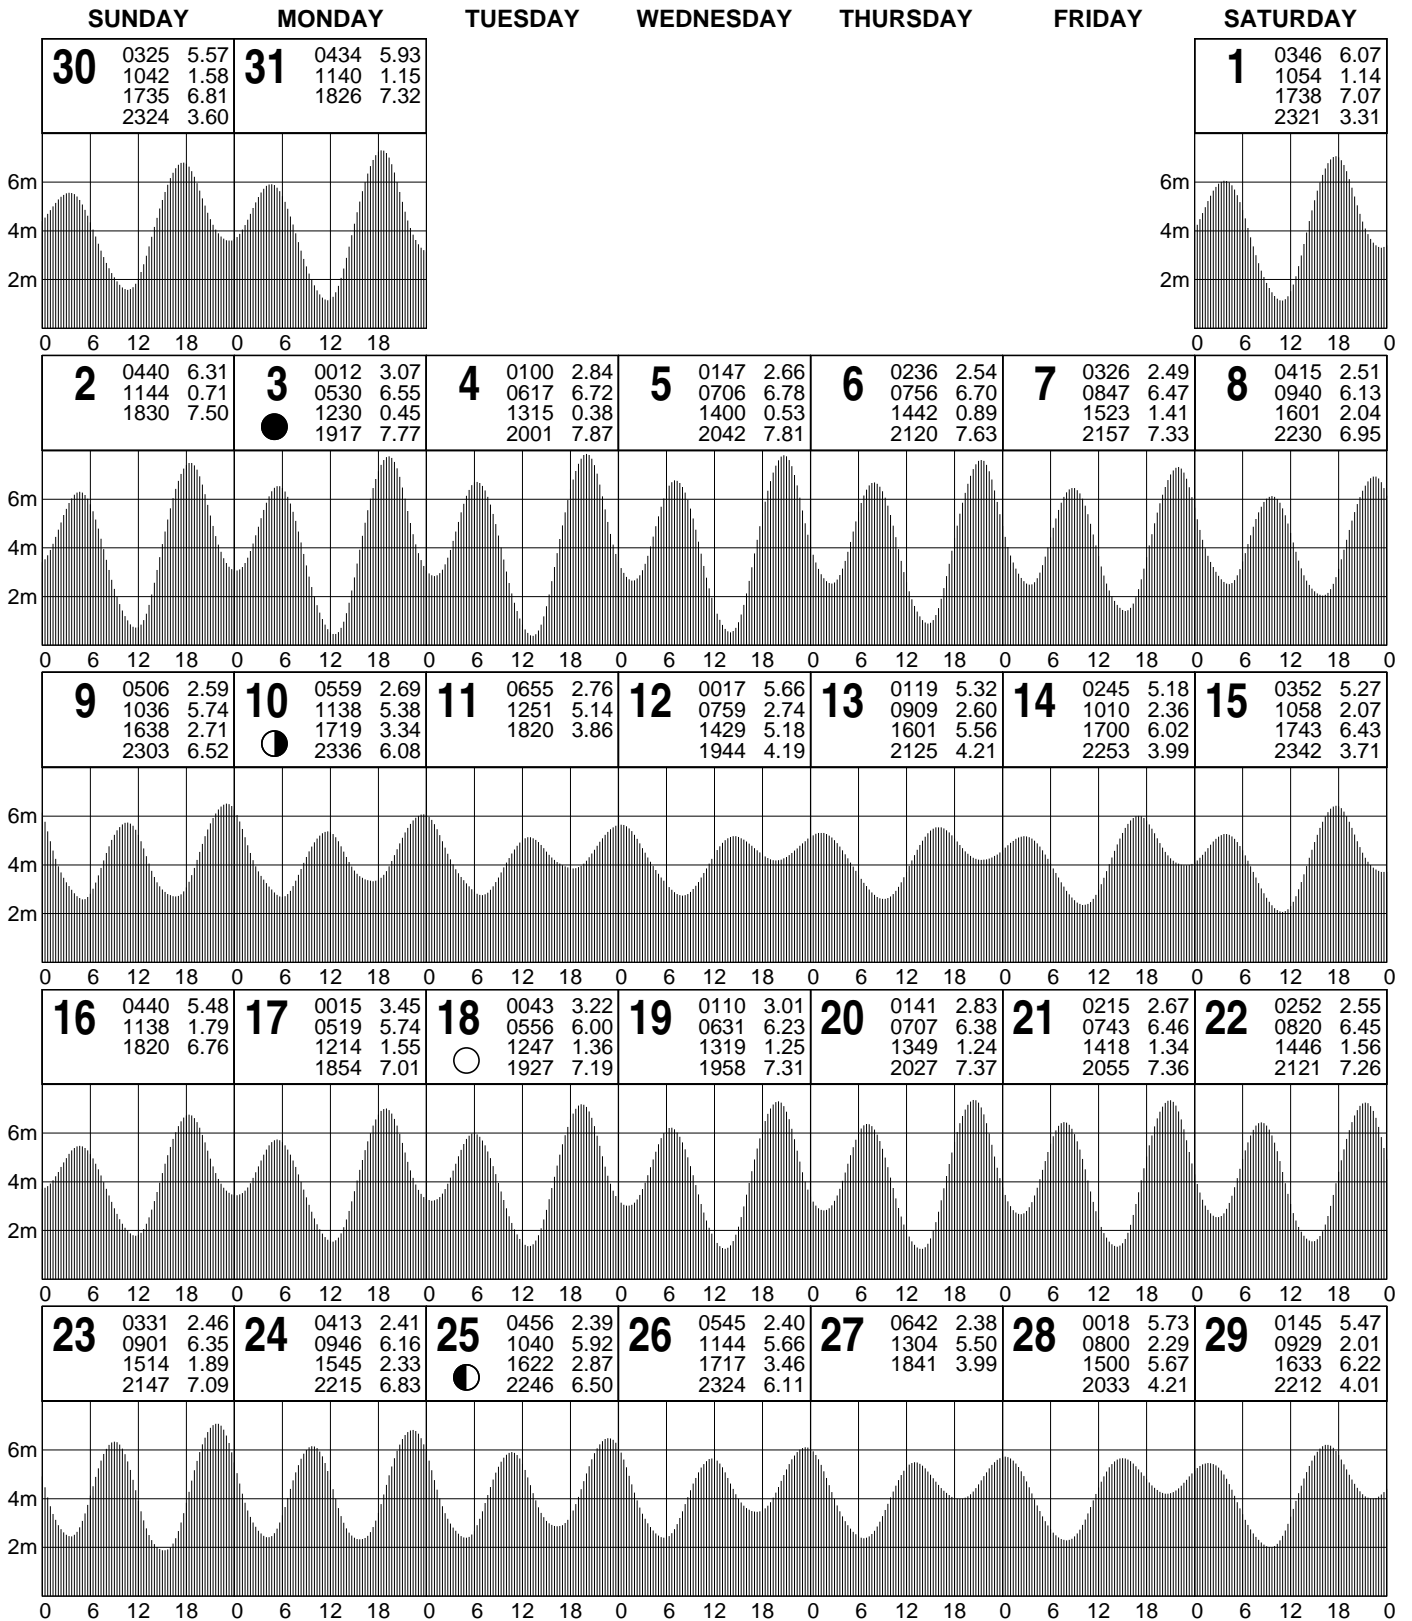 SUNDAY MONDAY TUESDAY WEDNESDAY THURSDAY FRIDAY SATURDAY
30 0325 5.57
1042 1.58
1735 6.81
2324 3.60
31 0434 5.93
1140 1.15
1826 7.32
1 0346 6.07
1054 1.14
1738 7.07
2321 3.31
6m 6m
4m 4m
2m 2m
0 6 12 18 0 6 12 18 0 6 12 18 0
2 0440 6.31
1144 0.71
1830 7.50
3 0012 3.07
0530 6.55
1230 0.45
1917 7.77
4 0100 2.84
0617 6.72
1315 0.38
2001 7.87
5 0147 2.66
0706 6.78
1400 0.53
2042 7.81
6 0236 2.54
0756 6.70
1442 0.89
2120 7.63
7 0326 2.49
0847 6.47
1523 1.41
2157 7.33
8 0415 2.51
0940 6.13
1601 2.04
2230 6.95
6m
4m
2m
0 6 12 18 0 6 12 18 0 6 12 18 0 6 12 18 0 6 12 18 0 6 12 18 0 6 12 18 0
9 0506 2.59
1036 5.74
1638 2.71
2303 6.52
10 0559 2.69
1138 5.38
1719 3.34
2336 6.08
11 0655 2.76
1251 5.14
1820 3.86
12 0017 5.66
0759 2.74
1429 5.18
1944 4.19
13 0119 5.32
0909 2.60
1601 5.56
2125 4.21
14 0245 5.18
1010 2.36
1700 6.02
2253 3.99
15 0352 5.27
1058 2.07
1743 6.43
2342 3.71
6m
4m
2m
0 6 12 18 0 6 12 18 0 6 12 18 0 6 12 18 0 6 12 18 0 6 12 18 0 6 12 18 0
16 0440 5.48
1138 1.79
1820 6.76
17 0015 3.45
0519 5.74
1214 1.55
1854 7.01
18 0043 3.22
0556 6.00
1247 1.36
1927 7.19
19 0110 3.01
0631 6.23
1319 1.25
1958 7.31
20 0141 2.83
0707 6.38
1349 1.24
2027 7.37
21 0215 2.67
0743 6.46
1418 1.34
2055 7.36
22 0252 2.55
0820 6.45
1446 1.56
2121 7.26
6m
4m
2m
0 6 12 18 0 6 12 18 0 6 12 18 0 6 12 18 0 6 12 18 0 6 12 18 0 6 12 18 0
23 0331 2.46
0901 6.35
1514 1.89
2147 7.09
24 0413 2.41
0946 6.16
1545 2.33
2215 6.83
25 0456 2.39
1040 5.92
1622 2.87
2246 6.50
26 0545 2.40
1144 5.66
1717 3.46
2324 6.11
27 0642 2.38
1304 5.50
1841 3.99
28 0018 5.73
0800 2.29
1500 5.67
2033 4.21
29 0145 5.47
0929 2.01
1633 6.22
2212 4.01
6m
4m
2m
0 6 12 18 0 6 12 18 0 6 12 18 0 6 12 18 0 6 12 18 0 6 12 18 0 6 12 18 0